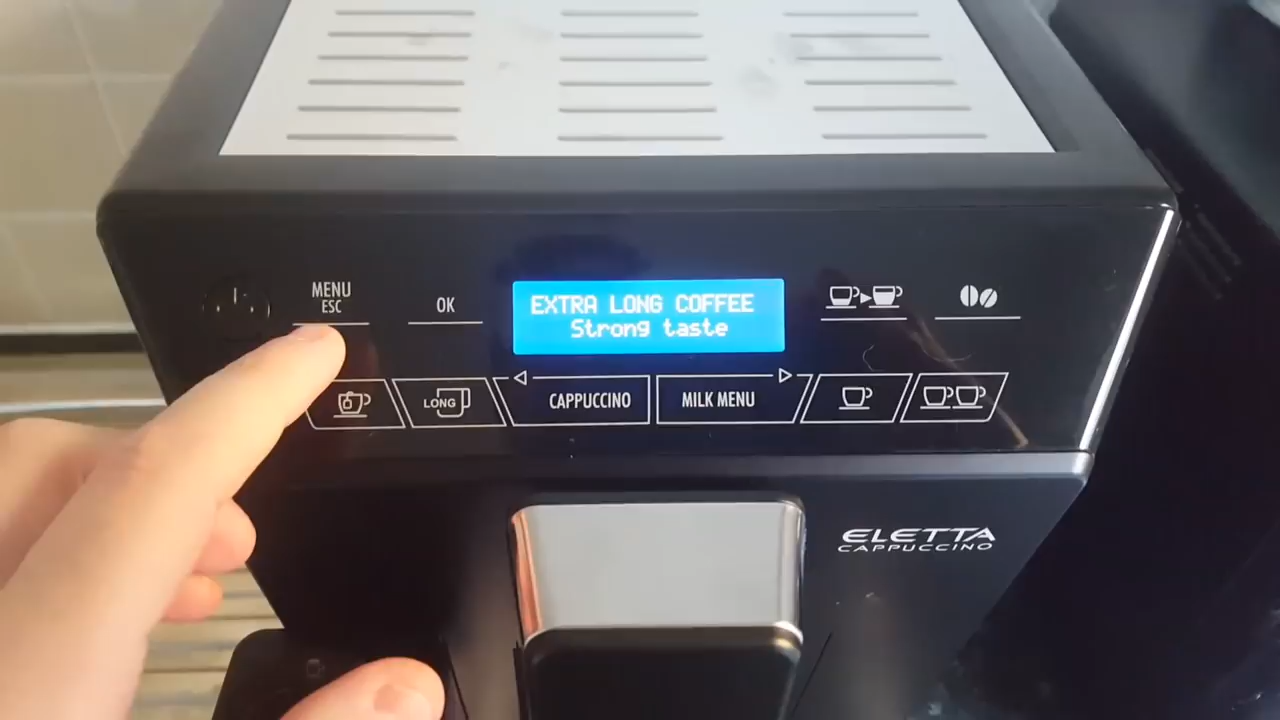 MENU
ESC
OK
EXTRA LONG COFFEE
Strong taste
LONG
CAPPUCCINO
MILK MENU
ELETTA
CAPPUCCINO